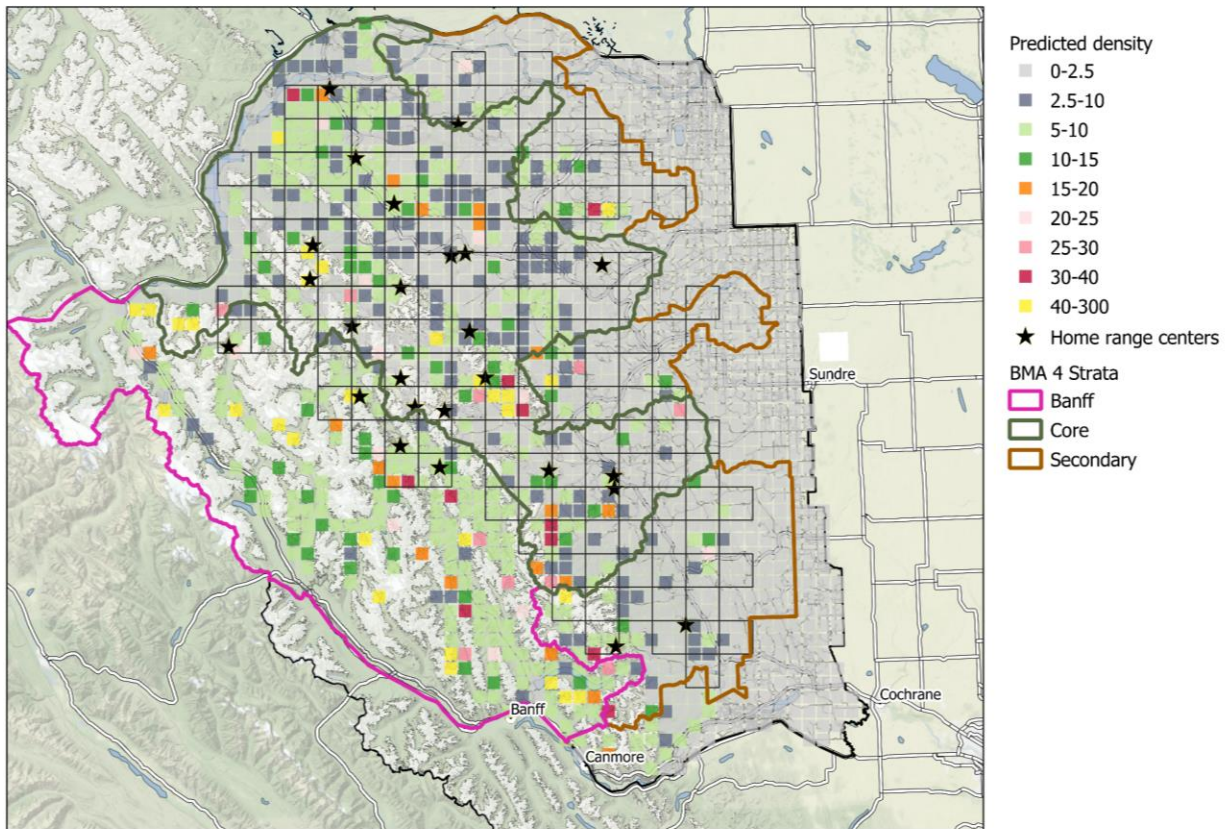 Predicted density
0-2.5
2.5-10
5-10
10-15
15-20
20-25
25-30
30-40
40-300
Home range centers
BMA 4 Strata
Banff
Core
Secondary
Sundre
Cochrane
Banff
Canmore